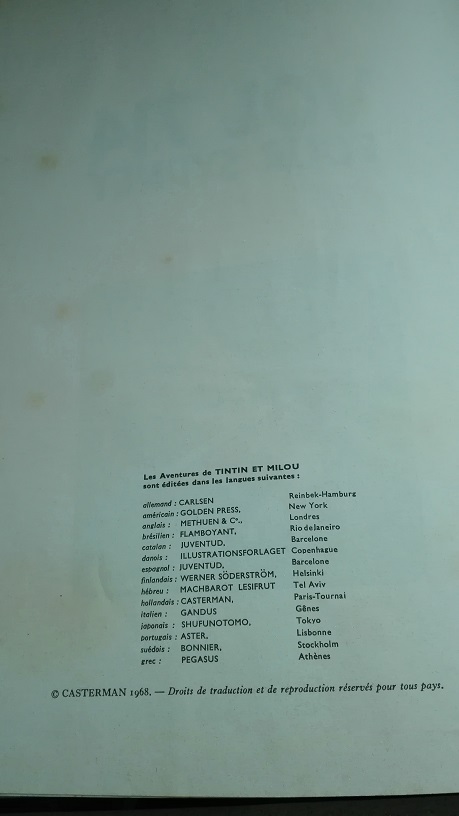 Les Aventures de TINTIN ET MILOU
sont éditées dans les langues suivantes :
allemand : CARLSEN Reinbek-Hamburg
américain : GOLDEN PRESS, New York
anglais : METHUEN & Cº., Londres
brésilien : FLAMBOYANT, Rio de Janeiro
catalan : JUVENTUD, Barcelone
danois : ILLUSTRATIONSFORLAGET Copenhague
espagnol : JUVENTUD, Barcelone
finlandais : WERNER SÖDERSTRÖM, Helsinki
hébreu : MACHBAROT LESIFRUT Tel Aviv
hollandais : CASTERMAN, Paris-Tournai
italien : GANDUS Gênes
japonais : SHUFUNOTOMO, Tokyo
portugais : ASTER, Lisbonne
suédois : BONNIER, Stockholm
grec : PEGASUS Athènes
© CASTERMAN 1968. — Droits de traduction et de reproduction réservés pour tous pays.